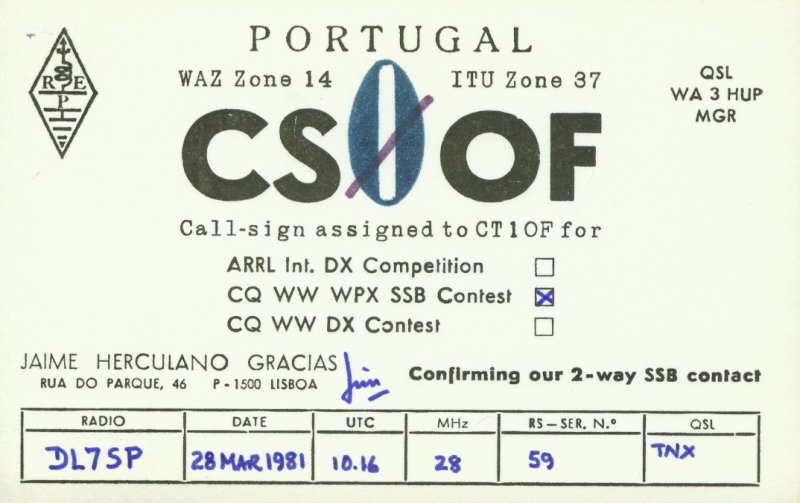 PORTUGAL
WAZ Zone 14 ITU Zone 37
R E
P
QSL
WA 3 HUP
MGR
CSØOF
Call-sign assigned to CT1OF for
ARRL Int. DX Competition ☐
CQ WW WPX SSB Contest ☒
CQ WW DX Contest ☐
JAIME HERCULANO GRACIAS
RUA DO PARQUE, 46 P-1500 LISBOA
Jim
Confirming our 2-way SSB contact
RADIO DATE UTC MHz RS — SER. N.º QSL
DL7SP 28 MAR 1981 10.16 28 59 TNX